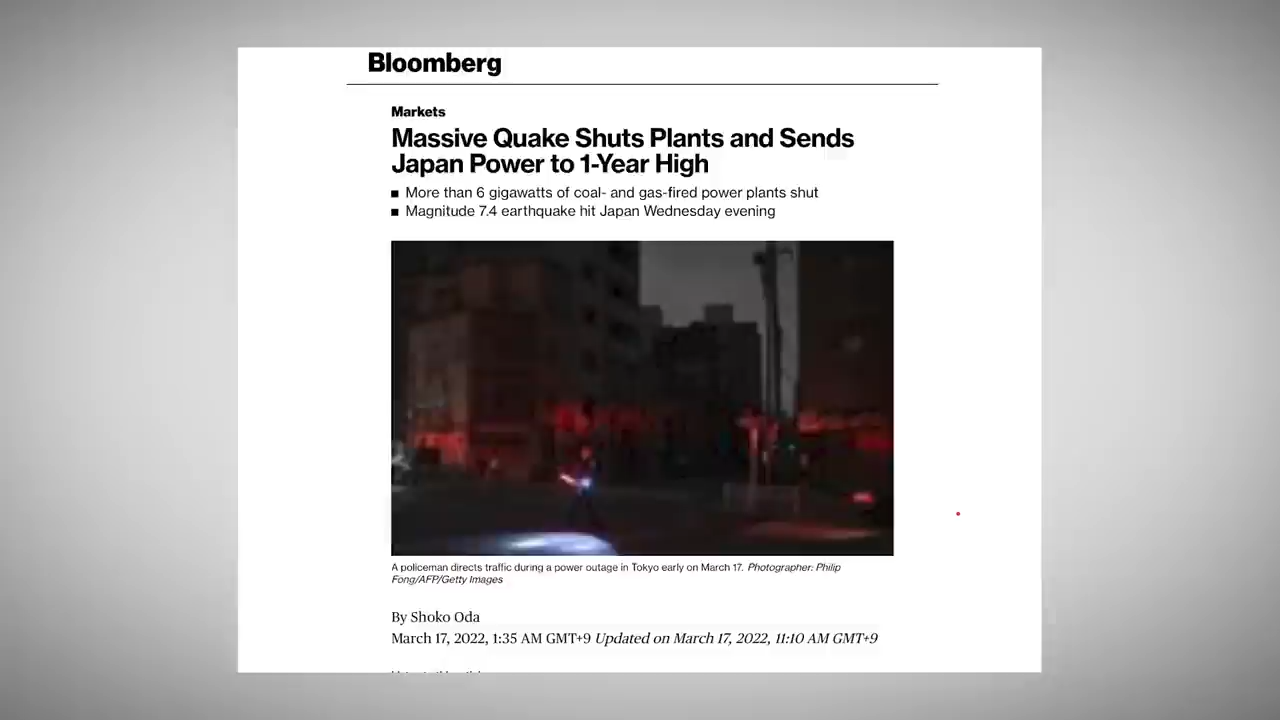 Bloomberg
Markets
Massive Quake Shuts Plants and Sends
Japan Power to 1-Year High
More than 6 gigawatts of coal- and gas-fired power plants shut
Magnitude 7.4 earthquake hit Japan Wednesday evening
A policeman directs traffic during a power outage in Tokyo early on March 17. Photographer: Philip
Fong/AFP/Getty Images
By Shoko Oda
March 17, 2022, 1:35 AM GMT+9 Updated on March 17, 2022, 11:10 AM GMT+9